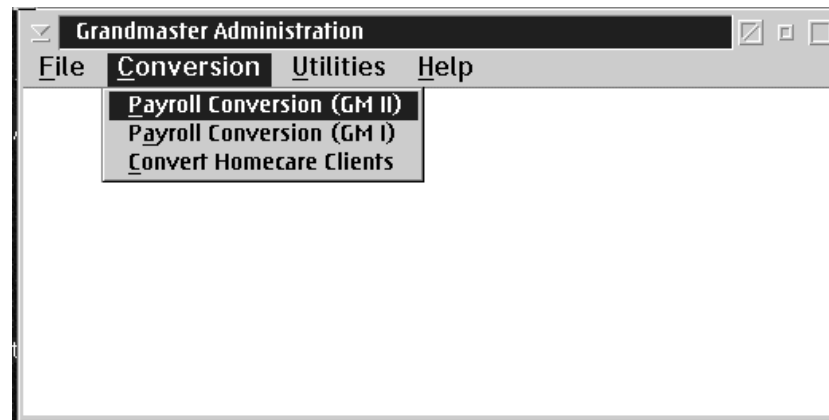 Grandmaster Administration
File Conversion Utilities Help
Payroll Conversion (GM II)
Payroll Conversion (GM I)
Convert Homecare Clients